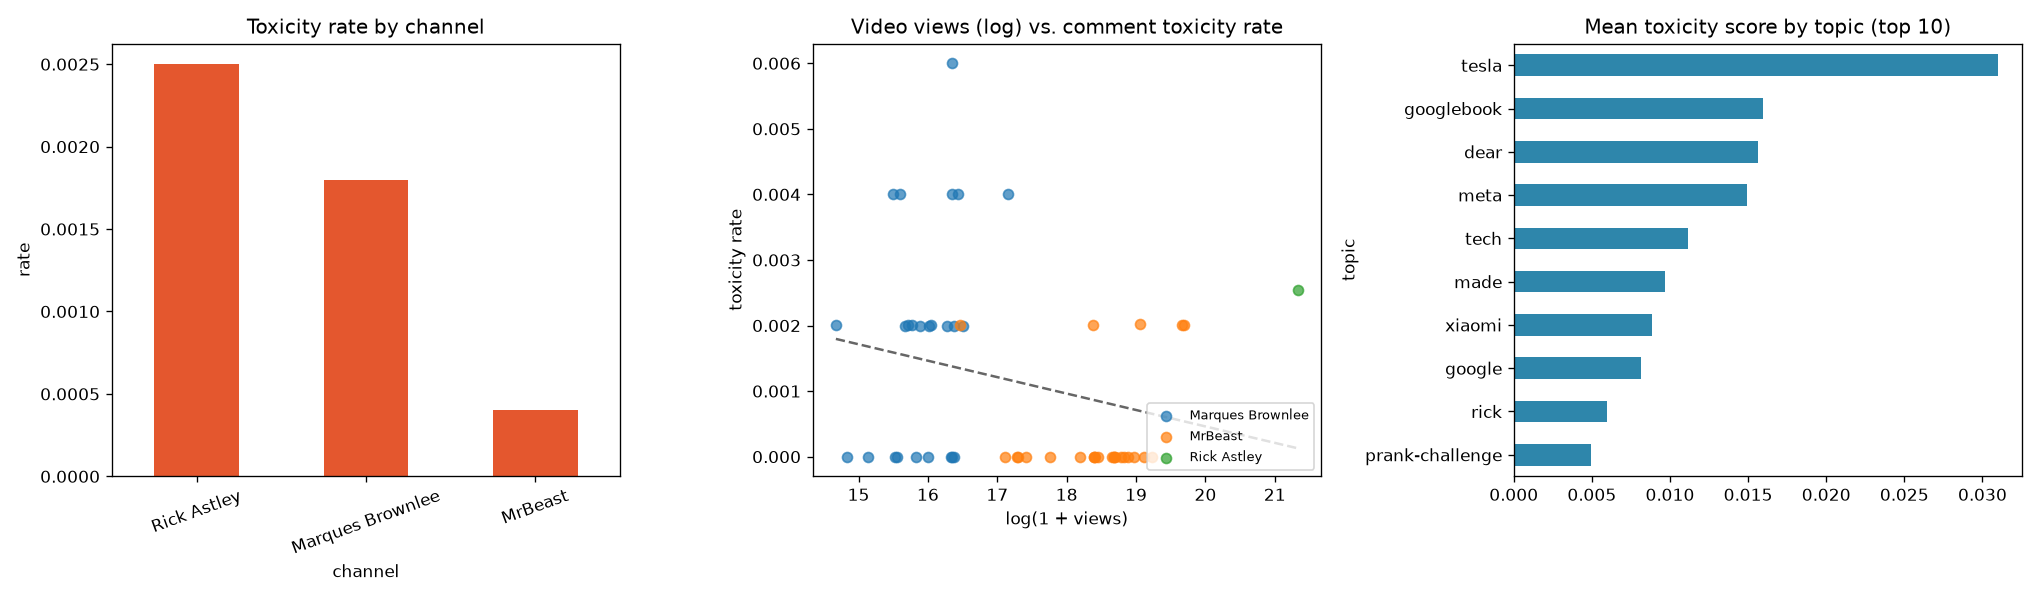 Toxicity rate by channel
rate
0.0025
0.0020
0.0015
0.0010
0.0005
0.0000
Rick Astley
Marques Brownlee
MrBeast
channel
Video views (log) vs. comment toxicity rate
toxicity rate
0.006
0.005
0.004
0.003
0.002
0.001
0.000
15 16 17 18 19 20 21
log(1 + views)
Marques Brownlee
MrBeast
Rick Astley
Mean toxicity score by topic (top 10)
topic
tesla
googlebook
dear
meta
tech
made
xiaomi
google
rick
prank-challenge
0.000 0.005 0.010 0.015 0.020 0.025 0.030